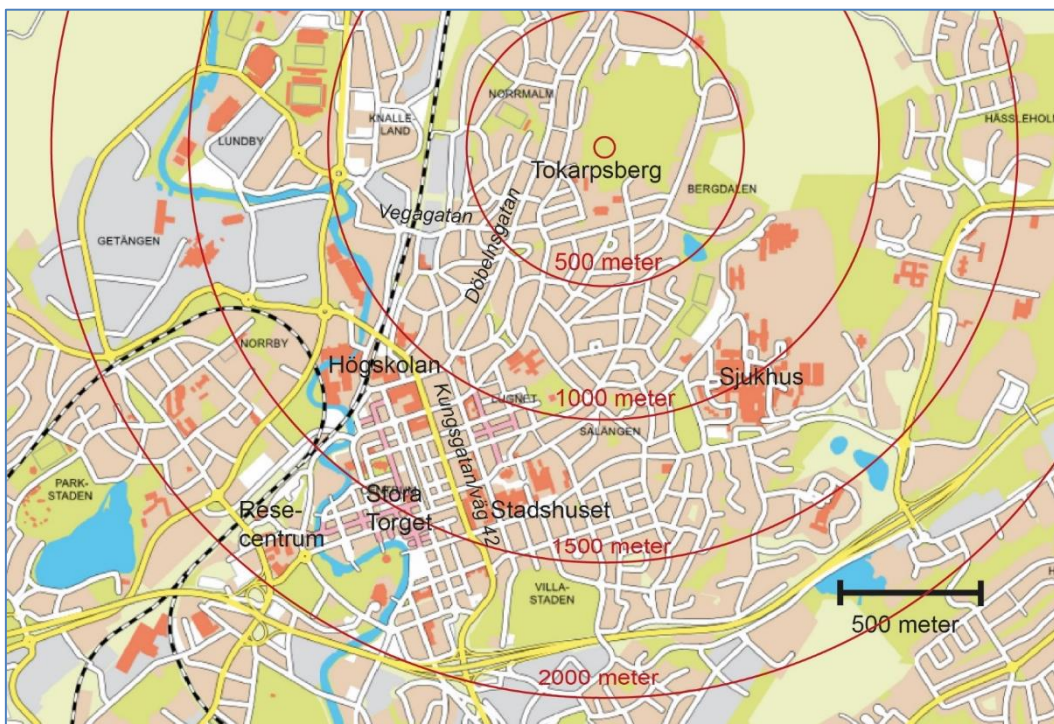 NORRMALM
KNALLE-
LAND
LUNDBY
HÄSSLEHOLM
Tokarpsberg
BERGDALEN
Vegagatan
Döbelnsgatan
GETÄNGEN
500 meter
NORRBY
Högskolan
Sjukhus
LUGNET
1000 meter
SALÄNGEN
Kungsgatan/väg 42
PARK-
STADEN
Stora
Torget
Rese-
centrum
Stadshuset
1500 meter
VILLA-
STADEN
500 meter
2000 meter